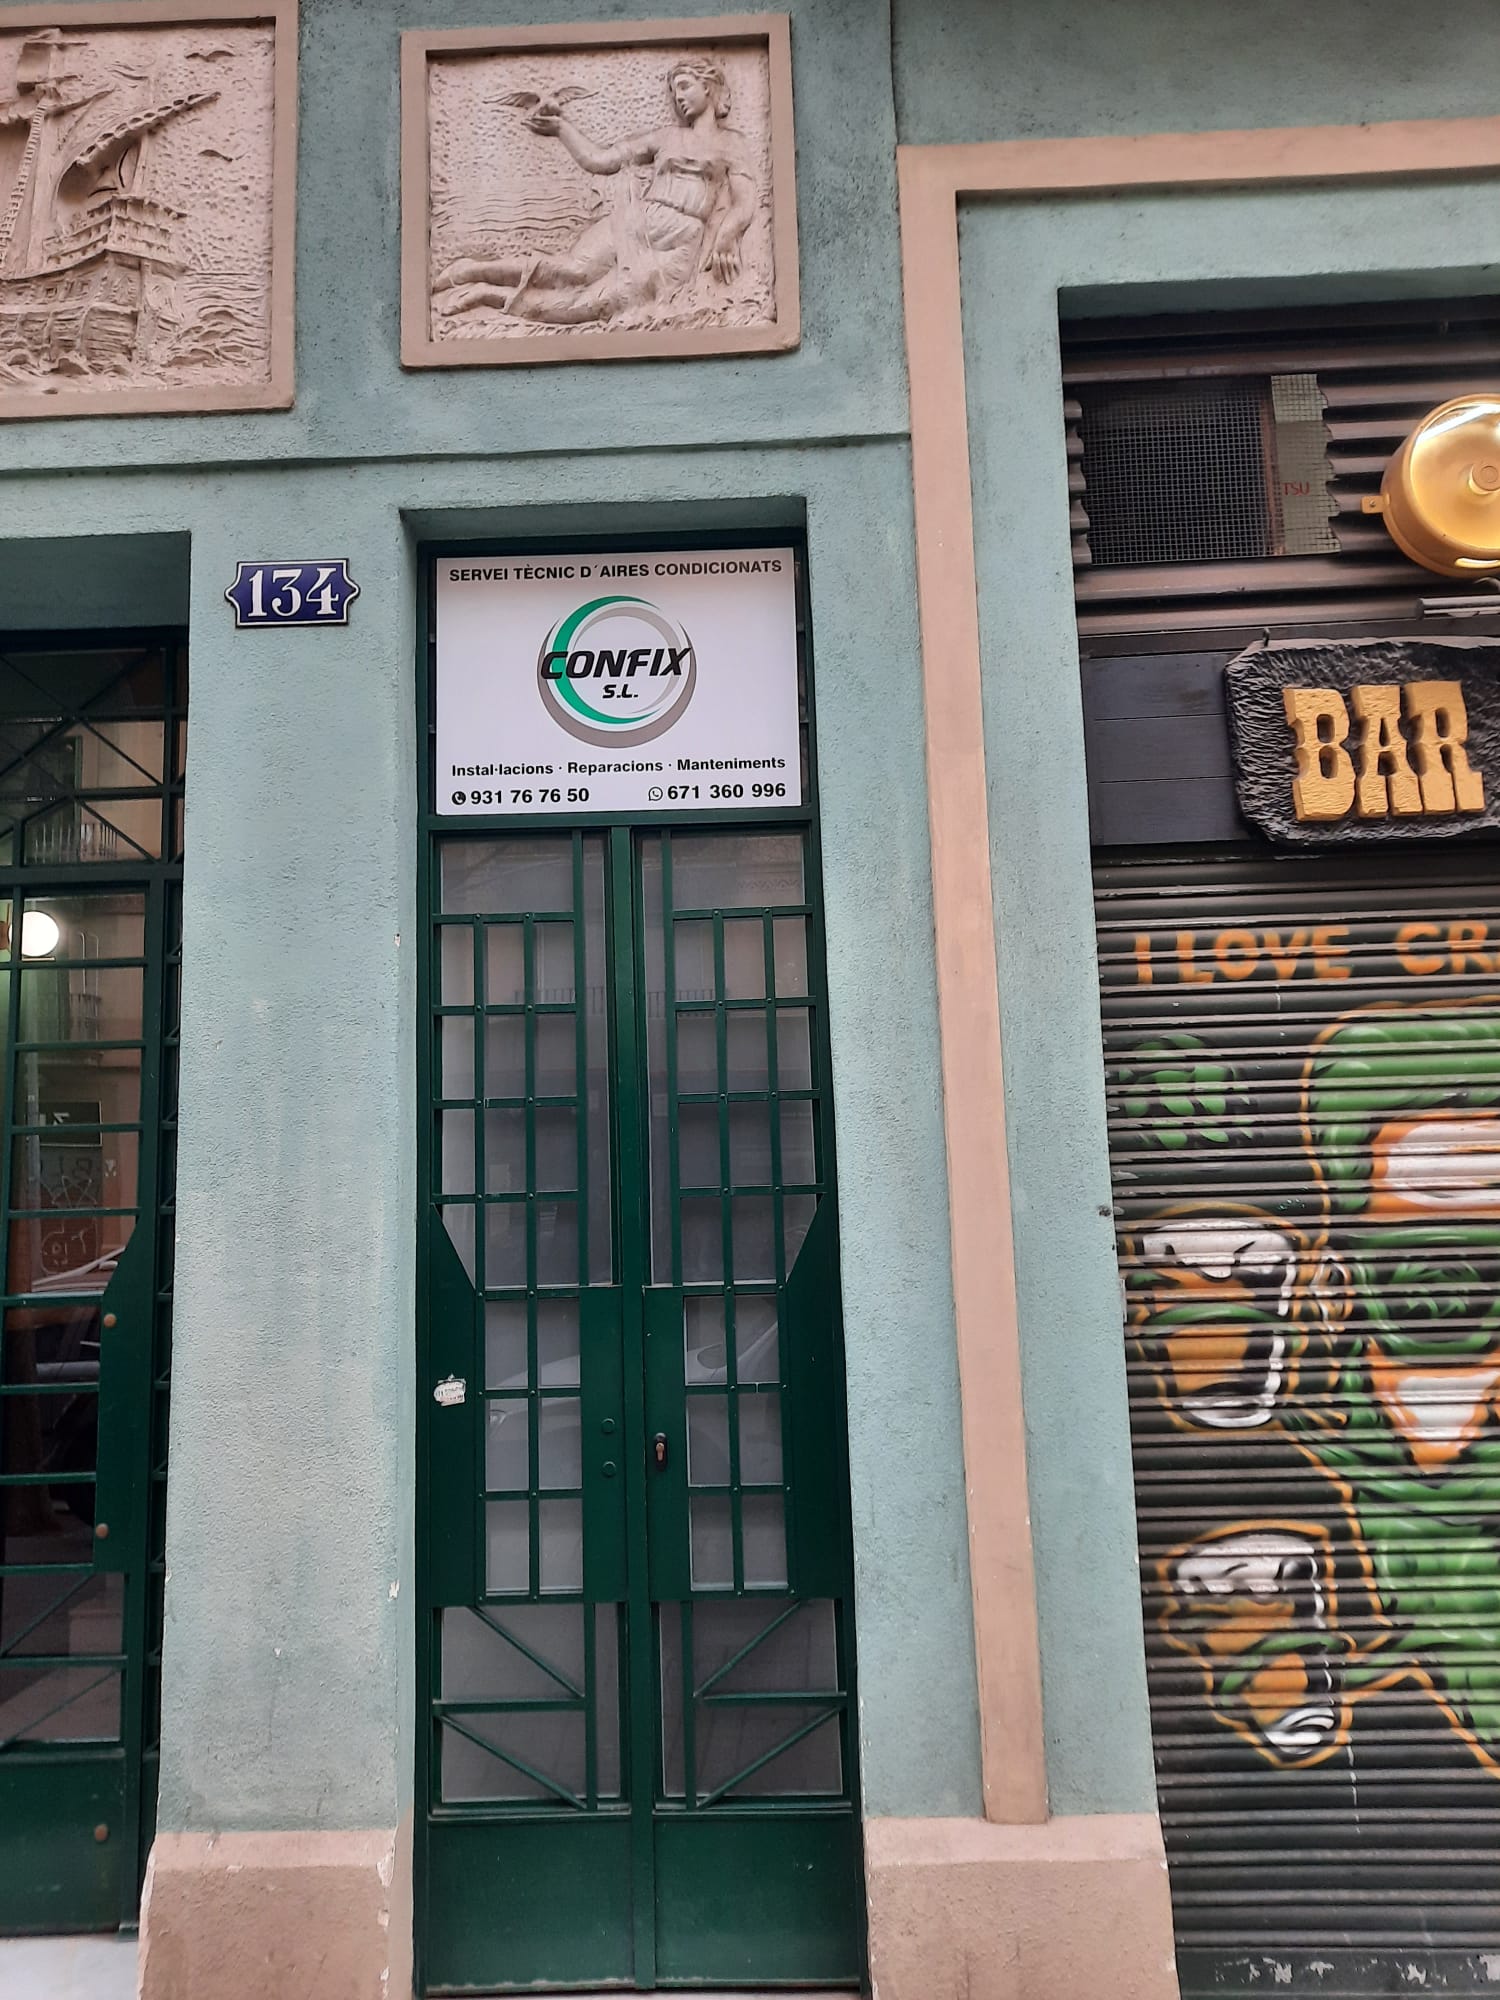 134
SERVEI TÈCNIC D´AIRES CONDICIONATS
CONFIX
S.L.
Instal·lacions · Reparacions · Manteniments
931 76 76 50
671 360 996
TSU
BAR
I LOVE